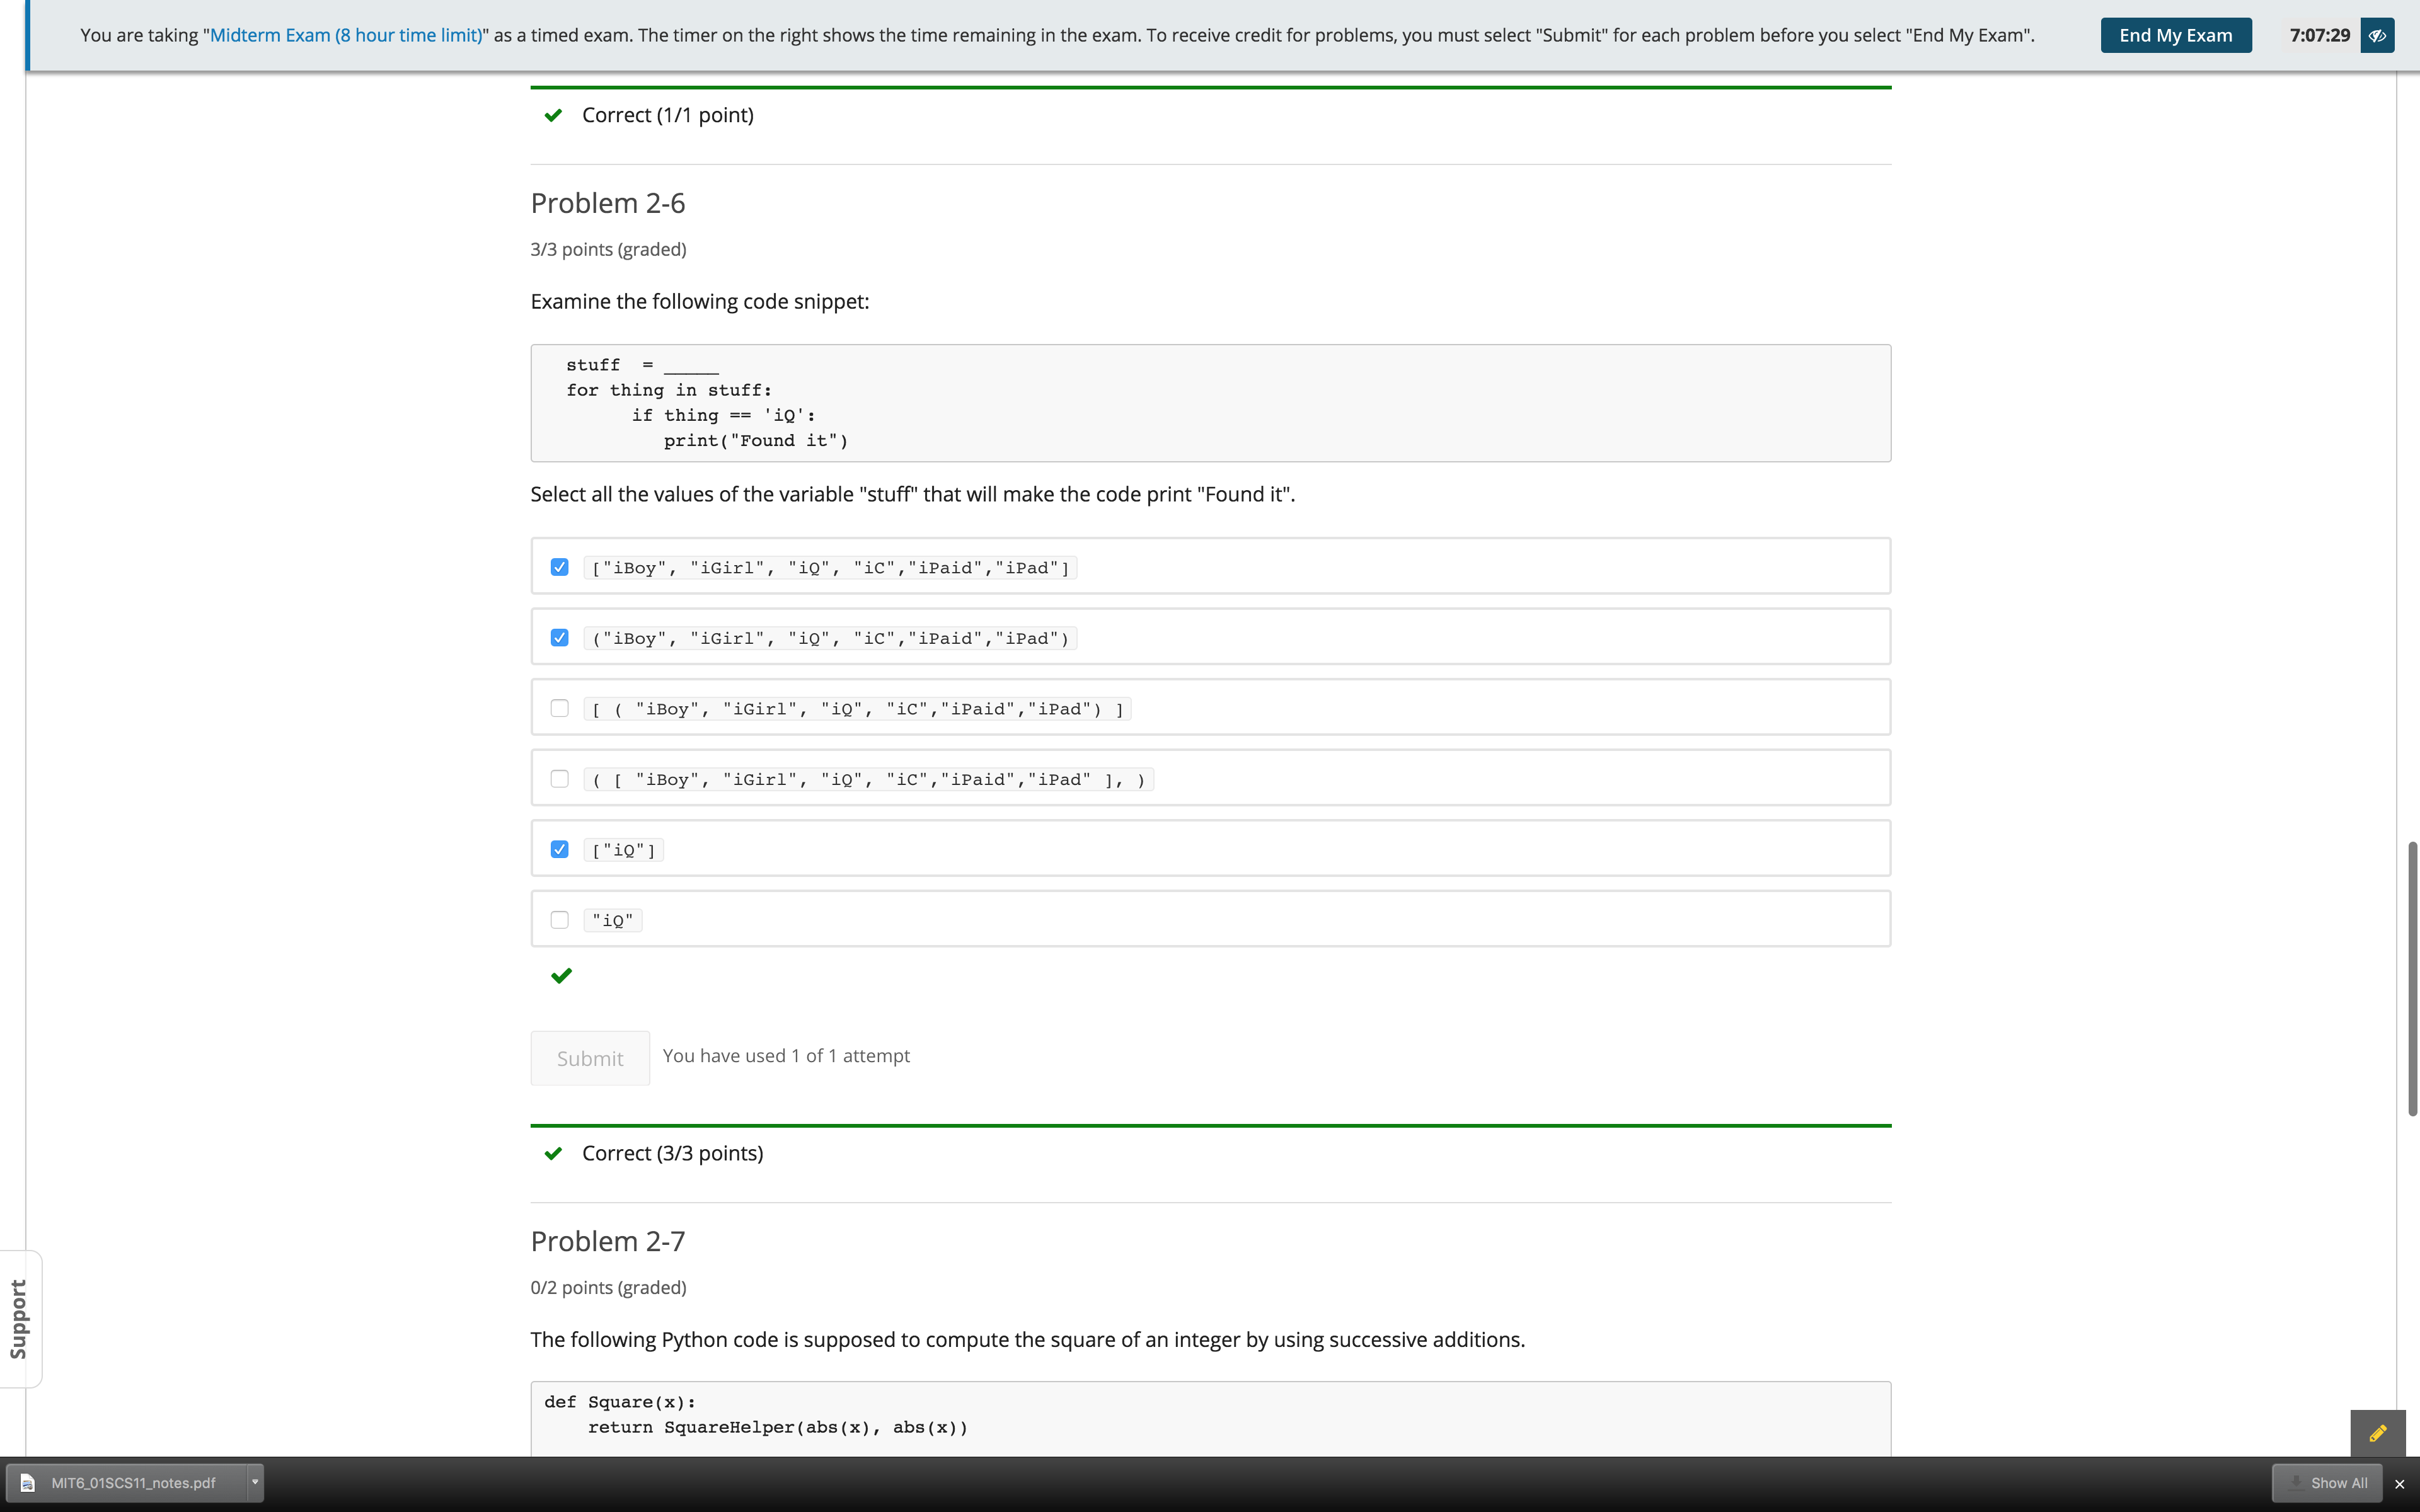 You are taking "Midterm Exam (8 hour time limit)" as a timed exam. The timer on the right shows the time remaining in the exam. To receive credit for problems, you must select "Submit" for each problem before you select "End My Exam".
End My Exam
7:07:29
Correct (1/1 point)
Problem 2-6
3/3 points (graded)
Examine the following code snippet:
stuff  = _____
for thing in stuff:
      if thing == 'iQ':
         print("Found it")
Select all the values of the variable "stuff" that will make the code print "Found it".
["iBoy", "iGirl", "iQ", "iC","iPaid","iPad"]
("iBoy", "iGirl", "iQ", "iC","iPaid","iPad")
[ ( "iBoy", "iGirl", "iQ", "iC","iPaid","iPad") ]
( [ "iBoy", "iGirl", "iQ", "iC","iPaid","iPad" ], )
["iQ"]
"iQ"
Submit
You have used 1 of 1 attempt
Correct (3/3 points)
Problem 2-7
0/2 points (graded)
The following Python code is supposed to compute the square of an integer by using successive additions.
def Square(x):
    return SquareHelper(abs(x), abs(x))
Support
MIT6_01SCS11_notes.pdf
Show All